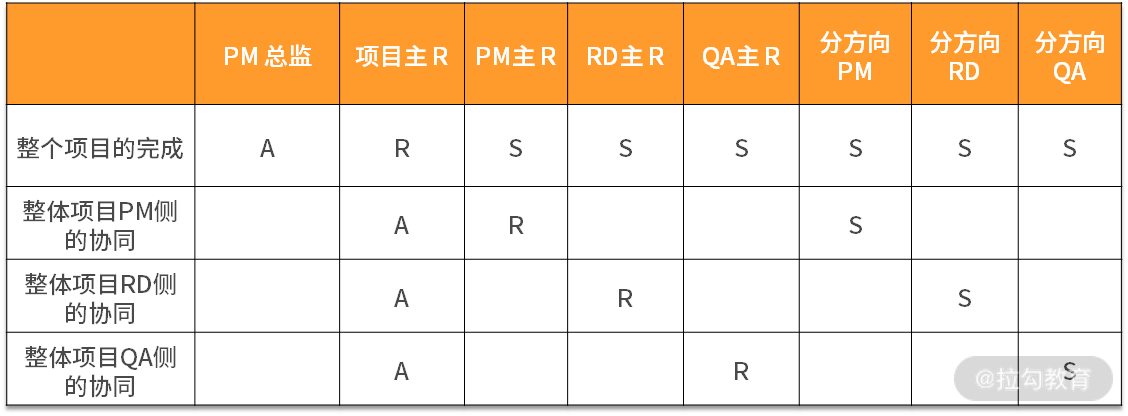 PM 总监 项目主 R PM主 R RD主 R QA主 R 分方向 分方向 分方向
PM RD QA
整个项目的完成 A R S S S S S S
整体项目PM侧
的协同 A R S
整体项目RD侧
的协同 A R S
整体项目QA侧
的协同 A R S
@拉勾教育